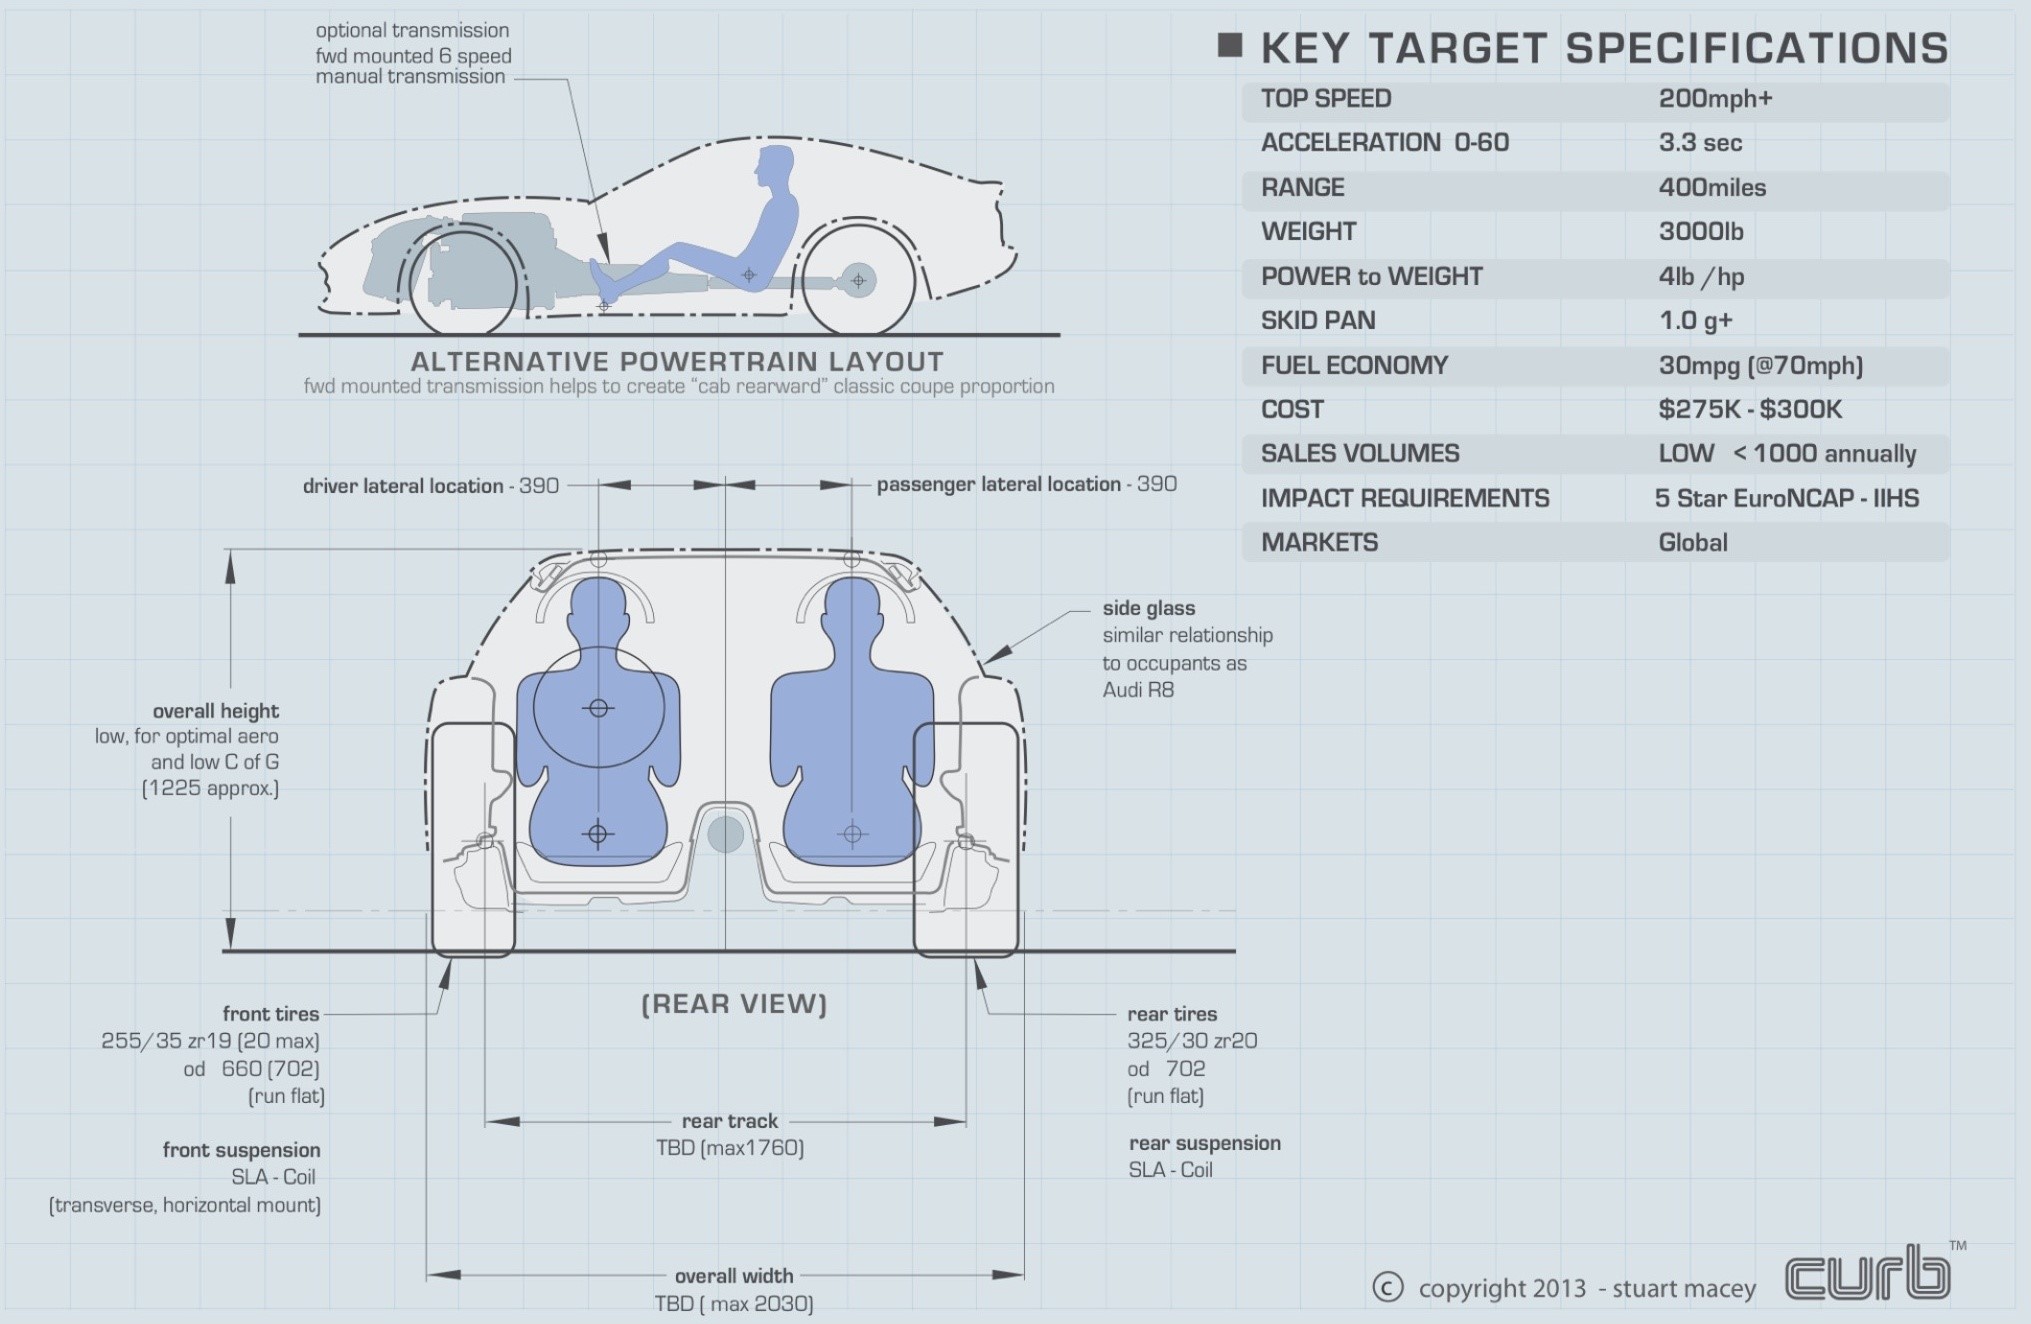 optional transmission
fwd mounted 6 speed
manual transmission
ALTERNATIVE POWERTRAIN LAYOUT
fwd mounted transmission helps to create “cab rearward” classic coupe proportion
KEY TARGET SPECIFICATIONS
TOP SPEED 200mph+
ACCELERATION 0-60 3.3 sec
RANGE 400miles
WEIGHT 3000lb
POWER to WEIGHT 4lb /hp
SKID PAN 1.0 g+
FUEL ECONOMY 30mpg (@70mph)
COST $275K - $300K
SALES VOLUMES LOW < 1000 annually
IMPACT REQUIREMENTS 5 Star EuroNCAP - IIHS
MARKETS Global
driver lateral location - 390
passenger lateral location - 390
side glass
similar relationship
to occupants as
Audi R8
overall height
low, for optimal aero
and low C of G
(1225 approx.)
(REAR VIEW)
front tires
255/35 zr19 (20 max)
od 660 (702)
(run flat)
rear tires
325/30 zr20
od 702
(run flat)
rear track
TBD (max1760)
front suspension
SLA - Coil
(transverse, horizontal mount)
rear suspension
SLA - Coil
overall width
TBD ( max 2030)
© copyright 2013 - stuart macey
curb™